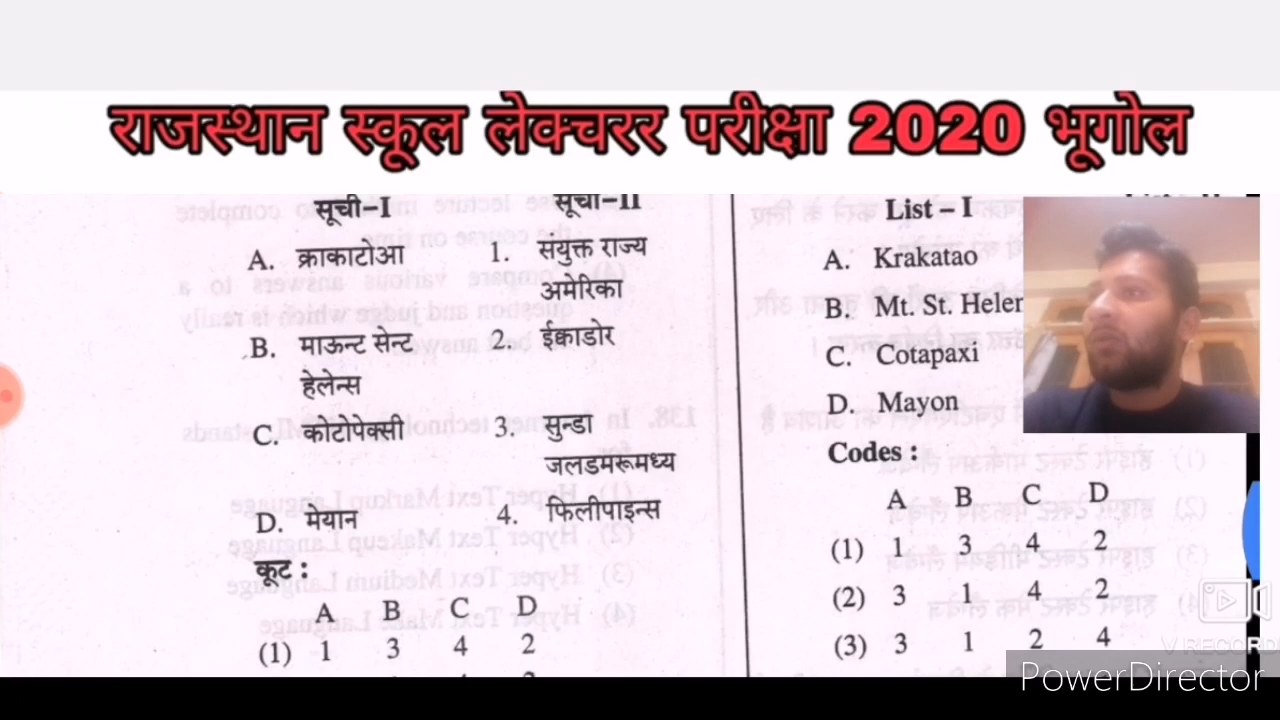 राजस्थान स्कूल लेक्चरर परीक्षा 2020 भूगोल
सूची-I सूची-II
A. क्राकाटोआ 1. संयुक्त राज्य
अमेरिका
B. माऊन्ट सेन्ट 2. ईक्वाडोर
हेलेन्स
C. कोटोपेक्सी 3. सुन्डा
जलडमरूमध्य
D. मेयान 4. फिलीपाइन्स
कूट :
A B C D
(1) 1 3 4 2
List – I
A. Krakatao
B. Mt. St. Helen
C. Cotapaxi
D. Mayon
Codes :
A B C D
(1) 1 3 4 2
(2) 3 1 4 2
(3) 3 1 2 4
V RECORD
PowerDirector